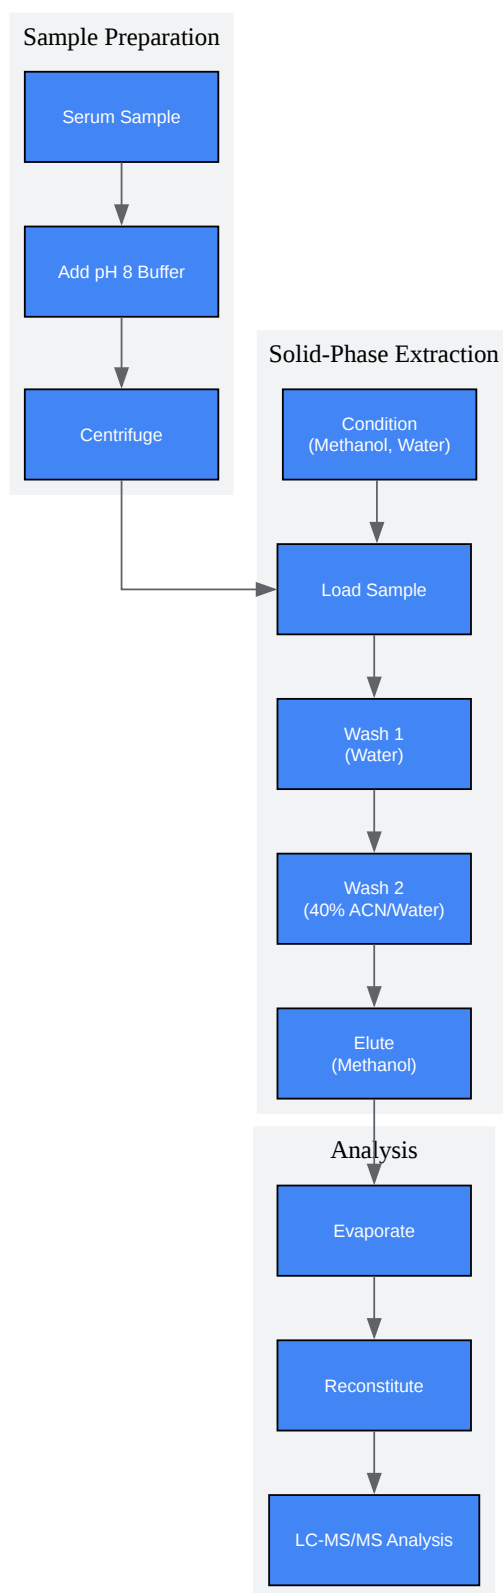 Sample Preparation
Serum Sample
Add pH 8 Buffer
Centrifuge
Solid-Phase Extraction
Condition
(Methanol, Water)
Load Sample
Wash 1
(Water)
Wash 2
(40% ACN/Water)
Elute
(Methanol)
Analysis
Evaporate
Reconstitute
LC-MS/MS Analysis